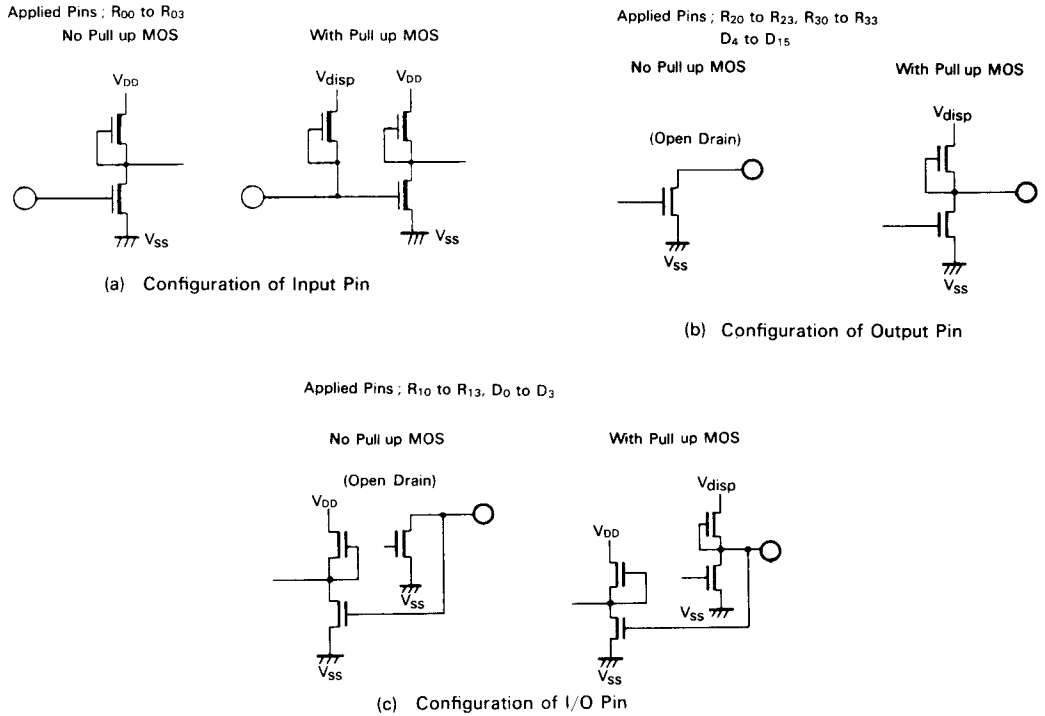 Applied Pins ; R00 to R03
No Pull up MOS
With Pull up MOS
VDD
Vdisp
VDD
VSS
VSS
(a) Configuration of Input Pin
Applied Pins ; R20 to R23, R30 to R33
D4 to D15
No Pull up MOS
With Pull up MOS
Vdisp
(Open Drain)
VSS
VSS
(b) Configuration of Output Pin
Applied Pins ; R10 to R13, D0 to D3
No Pull up MOS
With Pull up MOS
(Open Drain)
Vdisp
VDD
VDD
VSS
VSS
VSS
VSS
(c) Configuration of I/O Pin